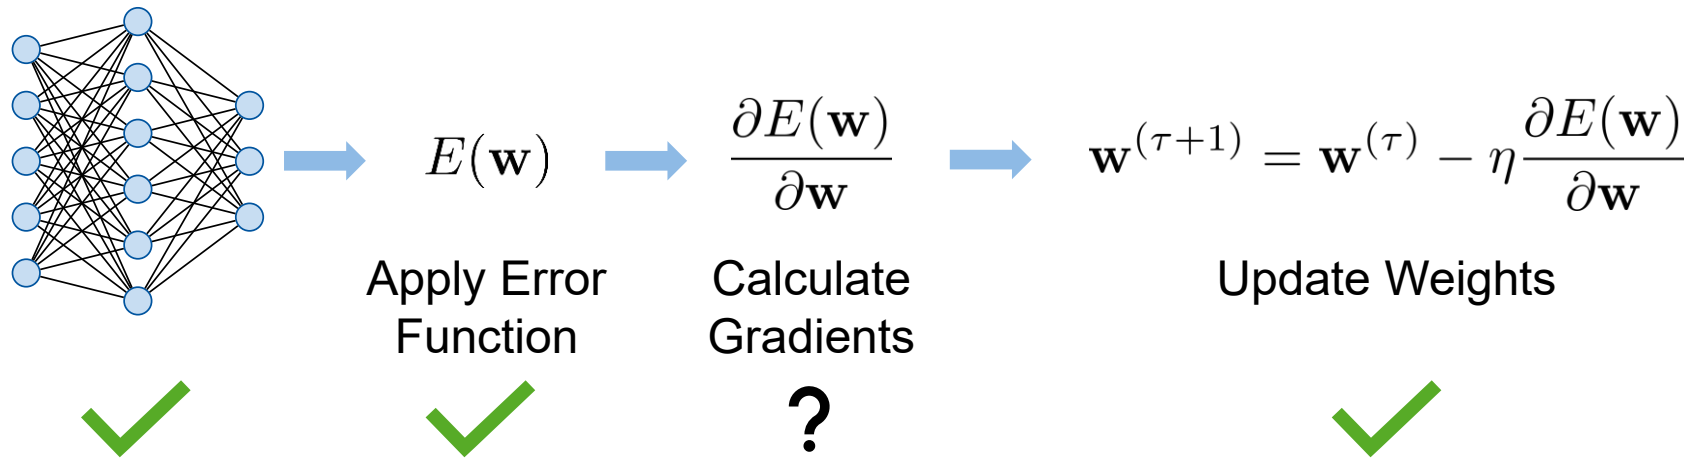 E(𝐰)
∂E(𝐰)
∂𝐰
𝐰^(τ+1) = 𝐰^(τ) − η ∂E(𝐰)/∂𝐰
Apply Error
Function
Calculate
Gradients
?
Update Weights